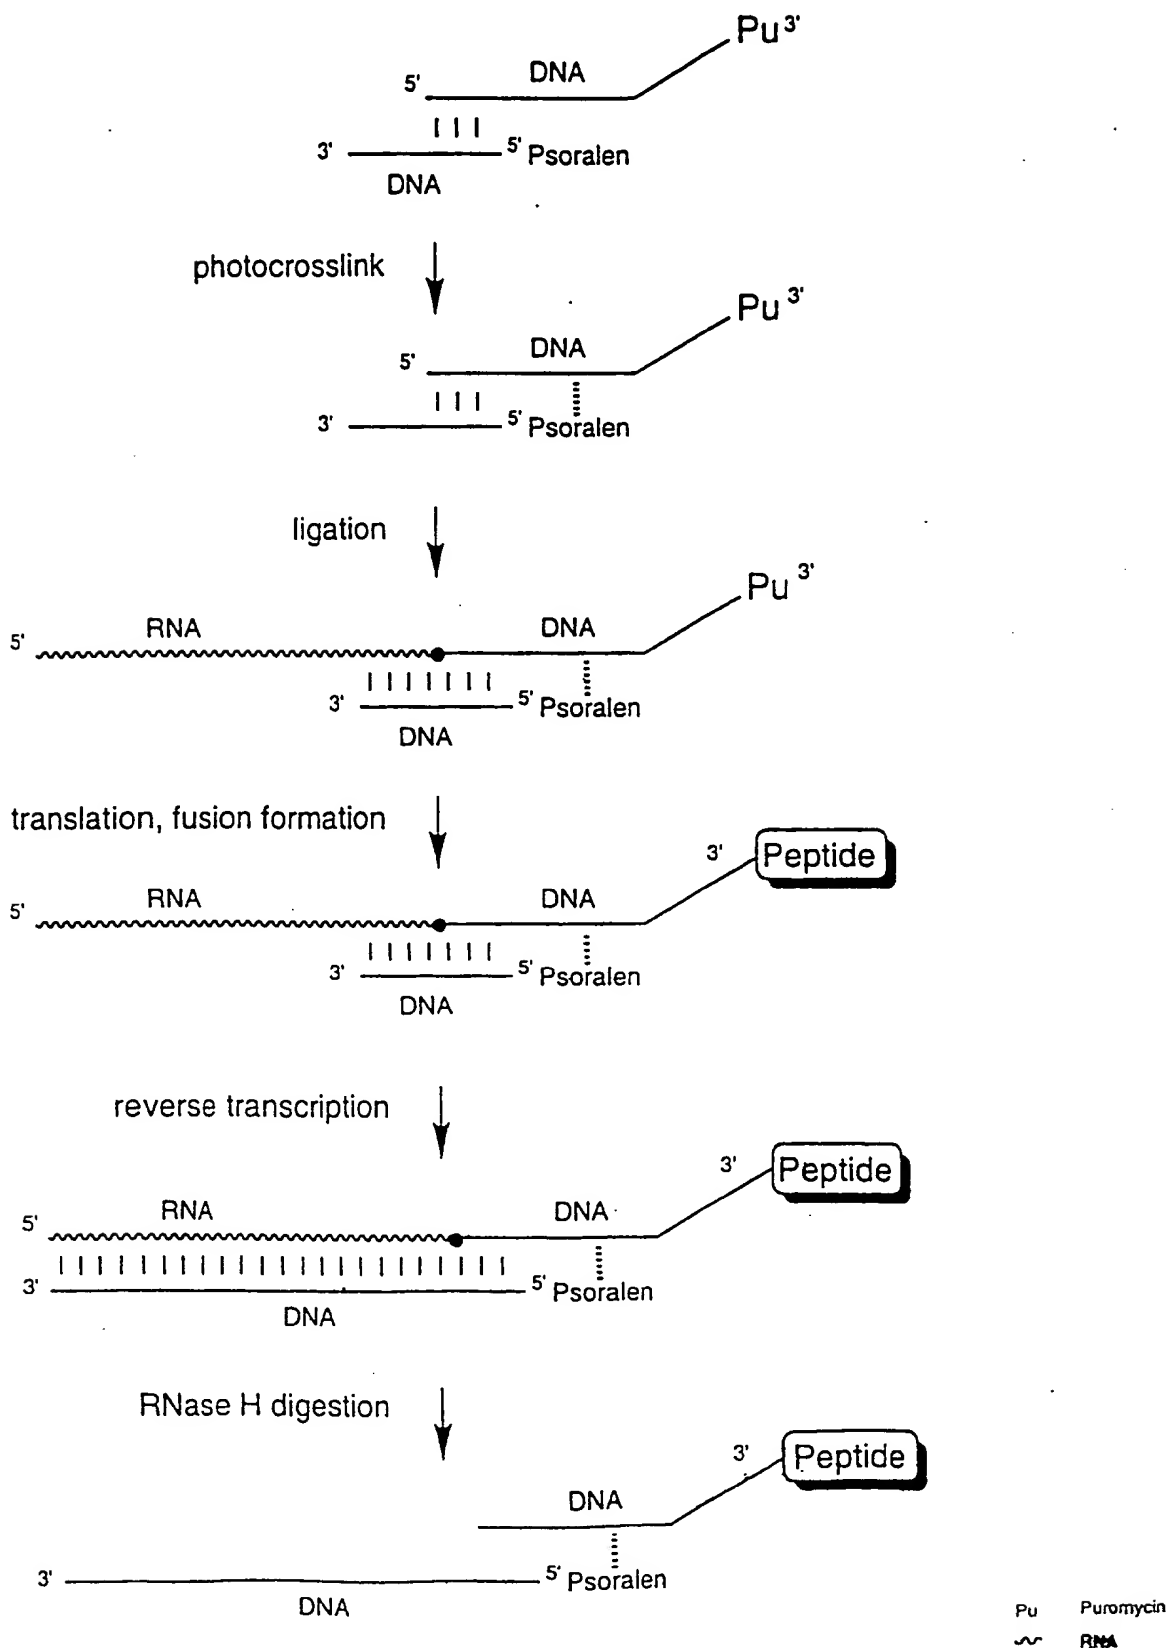 Pu 3'
5' DNA
3' 5' Psoralen
DNA
photocrosslink
Pu 3'
5' DNA
3' 5' Psoralen
ligation
Pu 3'
5' RNA DNA
3' 5' Psoralen
DNA
translation, fusion formation
3' Peptide
5' RNA DNA
3' 5' Psoralen
DNA
reverse transcription
3' Peptide
5' RNA DNA
3' 5' Psoralen
DNA
RNase H digestion
3' Peptide
DNA
3' 5' Psoralen
DNA
Pu Puromycin
RNA